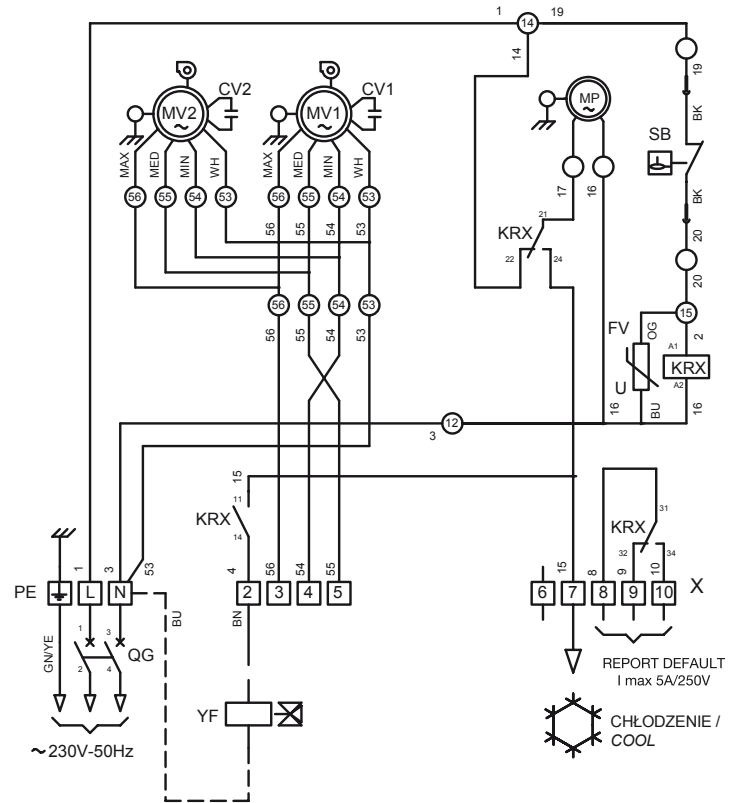 1
14
19
14
19
BK
SB
BK
20
20
15
CV2
CV1
MV2
~
MV1
~
MP
~
MAX
MED
MIN
WH
MAX
MED
MIN
WH
56
55
54
53
56
55
54
53
56
55
54
53
56
55
54
53
56
55
54
53
17
16
KRX
21
22
24
FV
OG
U
BU
2
A1
KRX
A2
16
16
3
12
15
11
KRX
14
31
KRX
32
34
1
3
53
4
56
54
55
15
8
9
10
PE
L
N
2
3
4
5
6
7
8
9
10
X
GN/YE
1
3
2
4
QG
BU
BN
YF
~230V-50Hz
REPORT DEFAULT
I max 5A/250V
CHŁODZENIE /
COOL